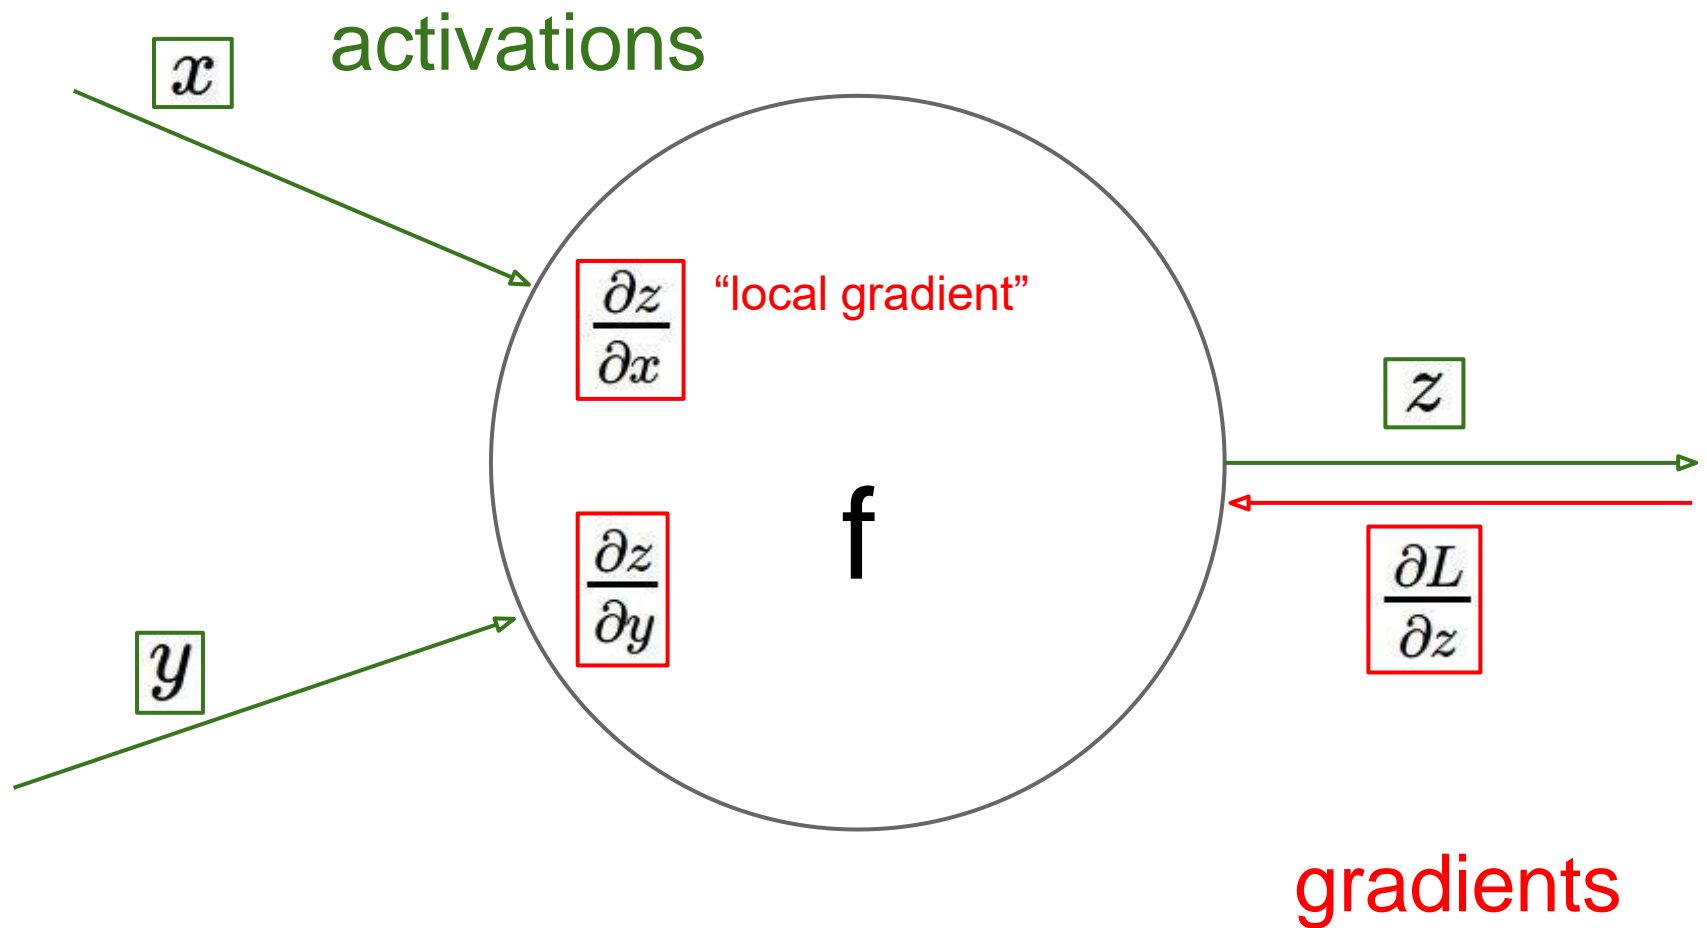 activations
x
∂z
∂x
“local gradient”
z
f
∂z
∂y
∂L
∂z
y
gradients